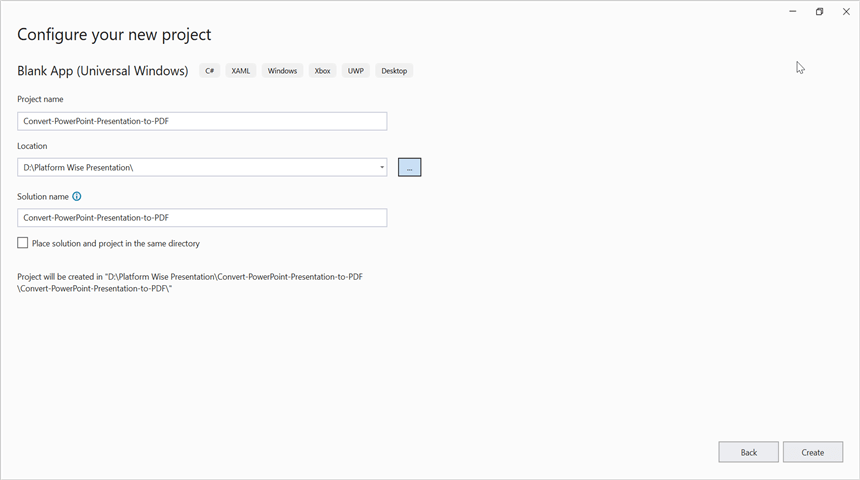 Configure your new project
Blank App (Universal Windows) C# XAML Windows Xbox UWP Desktop
Project name
Convert-PowerPoint-Presentation-to-PDF
Location
D:\Platform Wise Presentation\
...
Solution name
Convert-PowerPoint-Presentation-to-PDF
Place solution and project in the same directory
Project will be created in "D:\Platform Wise Presentation\Convert-PowerPoint-Presentation-to-PDF
\Convert-PowerPoint-Presentation-to-PDF\"
Back Create